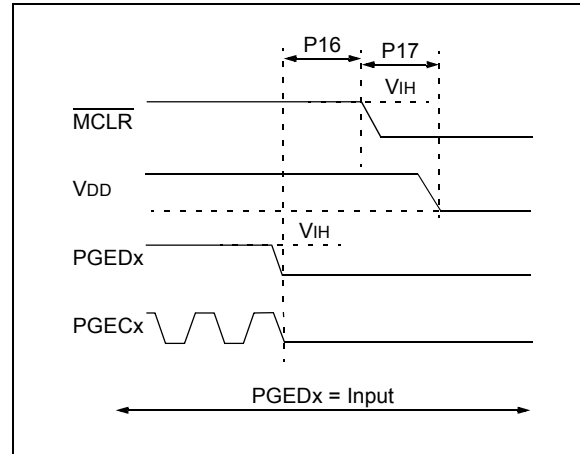 P16 P17
VIH
MCLR
VDD
VIH
PGEDx
PGECx
PGEDx = Input